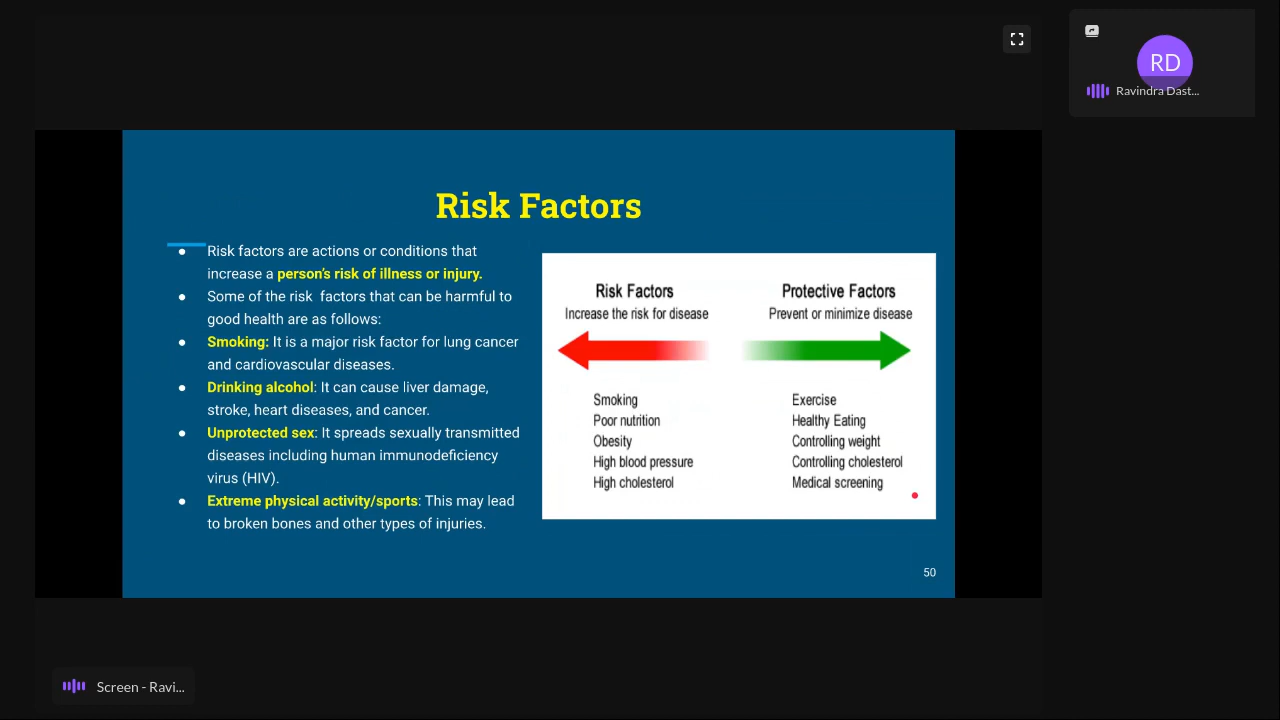 RD
Ravindra Dast...
Risk Factors
● Risk factors are actions or conditions that
increase a person's risk of illness or injury.
● Some of the risk  factors that can be harmful to
good health are as follows:
● Smoking: It is a major risk factor for lung cancer
and cardiovascular diseases.
● Drinking alcohol: It can cause liver damage,
stroke, heart diseases, and cancer.
● Unprotected sex: It spreads sexually transmitted
diseases including human immunodeficiency
virus (HIV).
● Extreme physical activity/sports: This may lead
to broken bones and other types of injuries.
Risk Factors
Increase the risk for disease
Smoking
Poor nutrition
Obesity
High blood pressure
High cholesterol
Protective Factors
Prevent or minimize disease
Exercise
Healthy Eating
Controlling weight
Controlling cholesterol
Medical screening
50
Screen - Ravi...